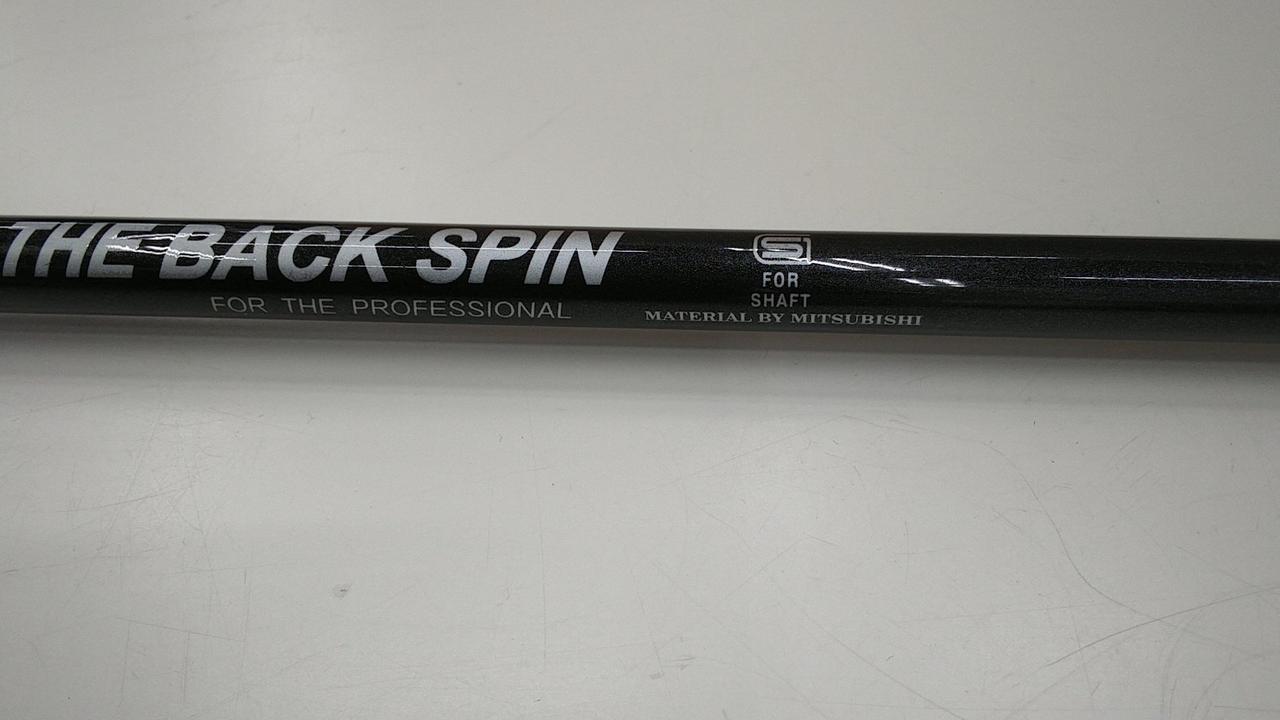 THE BACK SPIN
FOR THE PROFESSIONAL
S
FOR
SHAFT
MATERIAL BY MITSUBISHI